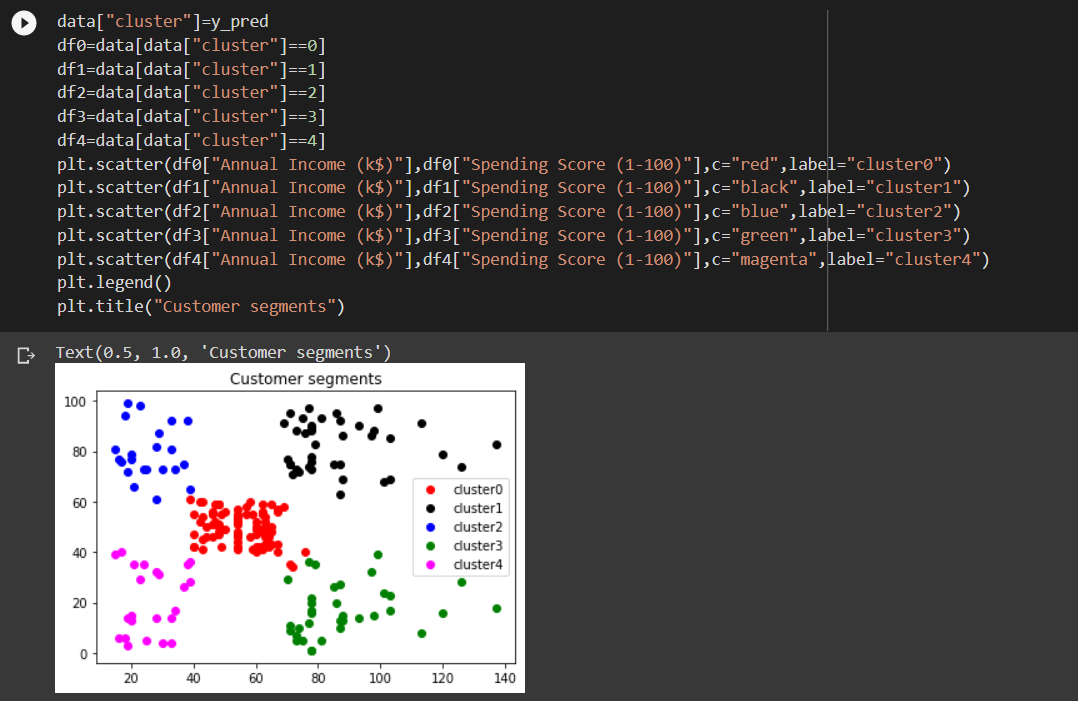 data["cluster"]=y_pred
df0=data[data["cluster"]==0]
df1=data[data["cluster"]==1]
df2=data[data["cluster"]==2]
df3=data[data["cluster"]==3]
df4=data[data["cluster"]==4]
plt.scatter(df0["Annual Income (k$)"],df0["Spending Score (1-100)"],c="red",label="cluster0")
plt.scatter(df1["Annual Income (k$)"],df1["Spending Score (1-100)"],c="black",label="cluster1")
plt.scatter(df2["Annual Income (k$)"],df2["Spending Score (1-100)"],c="blue",label="cluster2")
plt.scatter(df3["Annual Income (k$)"],df3["Spending Score (1-100)"],c="green",label="cluster3")
plt.scatter(df4["Annual Income (k$)"],df4["Spending Score (1-100)"],c="magenta",label="cluster4")
plt.legend()
plt.title("Customer segments")
Text(0.5, 1.0, 'Customer segments')
Customer segments
100
80
60
40
20
0
cluster0
cluster1
cluster2
cluster3
cluster4
20 40 60 80 100 120 140